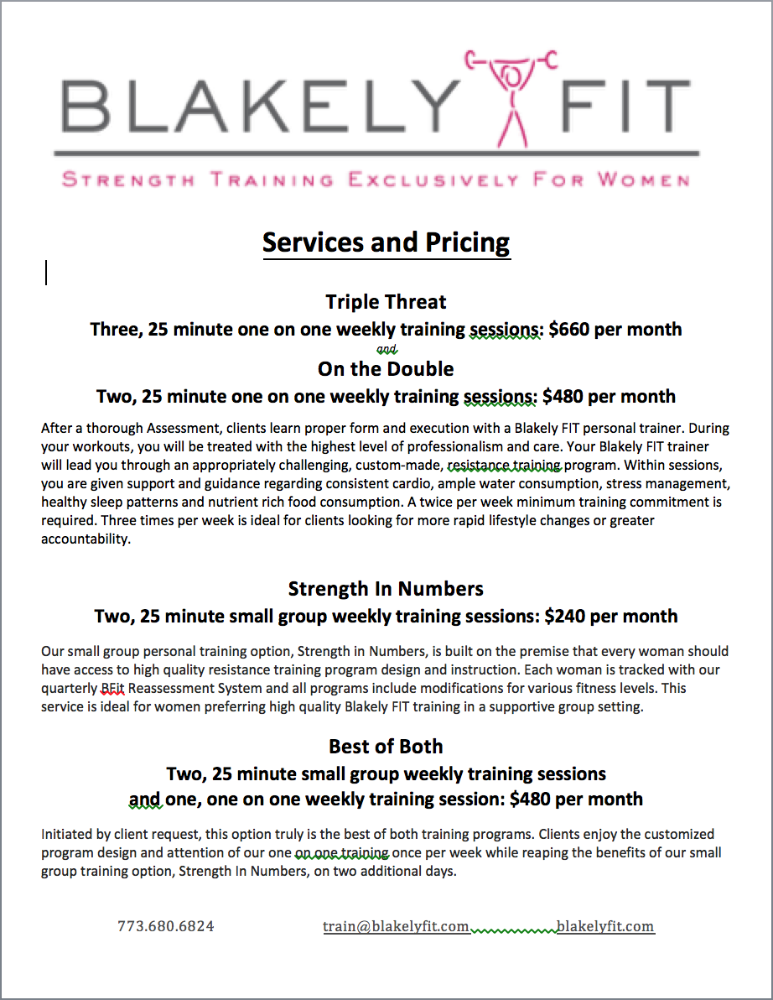 BLAKELY FIT
STRENGTH TRAINING EXCLUSIVELY FOR WOMEN
Services and Pricing
Triple Threat
Three, 25 minute one on one weekly training sessions: $660 per month
and
On the Double
Two, 25 minute one on one weekly training sessions: $480 per month
After a thorough Assessment, clients learn proper form and execution with a Blakely FIT personal trainer. During
your workouts, you will be treated with the highest level of professionalism and care. Your Blakely FIT trainer
will lead you through an appropriately challenging, custom-made, resistance training program. Within sessions,
you are given support and guidance regarding consistent cardio, ample water consumption, stress management,
healthy sleep patterns and nutrient rich food consumption. A twice per week minimum training commitment is
required. Three times per week is ideal for clients looking for more rapid lifestyle changes or greater
accountability.
Strength In Numbers
Two, 25 minute small group weekly training sessions: $240 per month
Our small group personal training option, Strength in Numbers, is built on the premise that every woman should
have access to high quality resistance training program design and instruction. Each woman is tracked with our
quarterly BFit Reassessment System and all programs include modifications for various fitness levels. This
service is ideal for women preferring high quality Blakely FIT training in a supportive group setting.
Best of Both
Two, 25 minute small group weekly training sessions
and one, one on one weekly training session: $480 per month
Initiated by client request, this option truly is the best of both training programs. Clients enjoy the customized
program design and attention of our one on one training once per week while reaping the benefits of our small
group training option, Strength In Numbers, on two additional days.
773.680.6824 train@blakelyfit.com blakelyfit.com